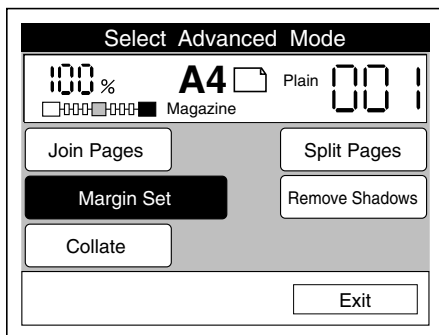 Select Advanced Mode
100 % A4 Plain 001
Magazine
Join Pages Split Pages
Margin Set Remove Shadows
Collate
Exit